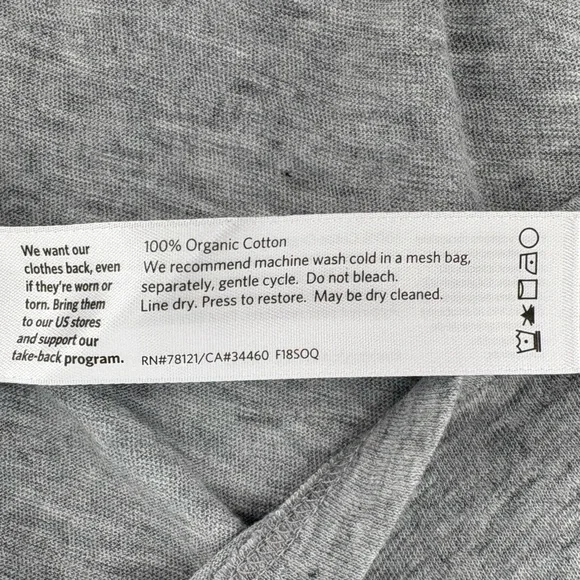 We want our
clothes back, even
if they're worn or
torn. Bring them
to our US stores
and support our
take-back program.
100% Organic Cotton
We recommend machine wash cold in a mesh bag,
separately, gentle cycle. Do not bleach.
Line dry. Press to restore. May be dry cleaned.
RN#78121/CA#34460 F18SOQ